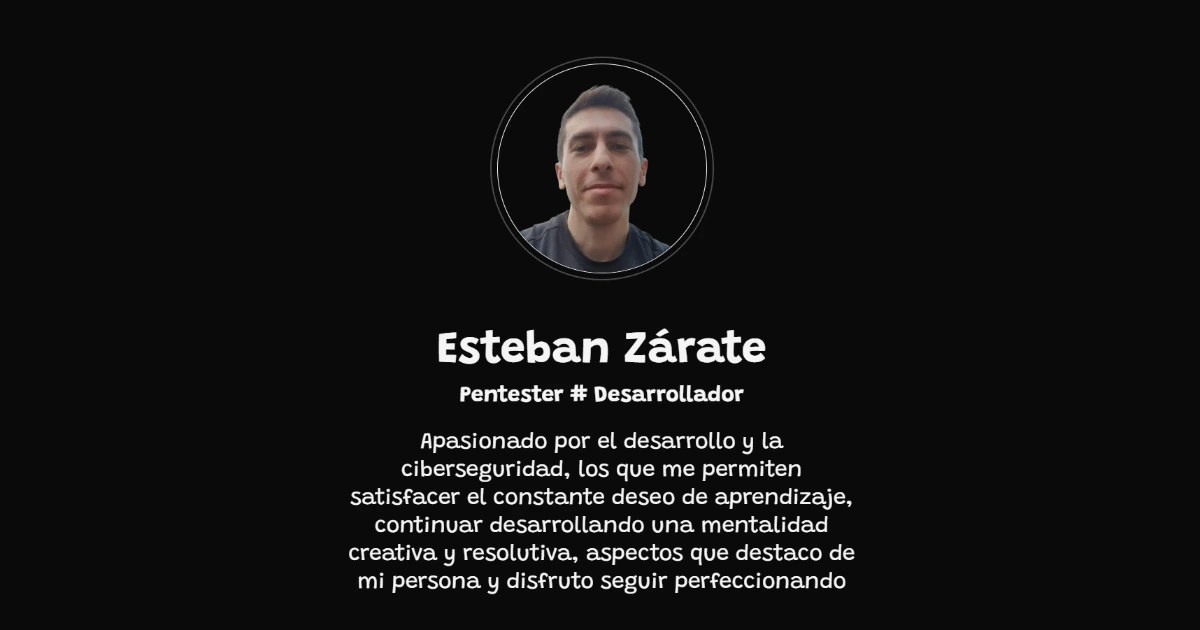 Esteban Zárate
Pentester # Desarrollador
Apasionado por el desarrollo y la
ciberseguridad, los que me permiten
satisfacer el constante deseo de aprendizaje,
continuar desarrollando una mentalidad
creativa y resolutiva, aspectos que destaco de
mi persona y disfruto seguir perfeccionando